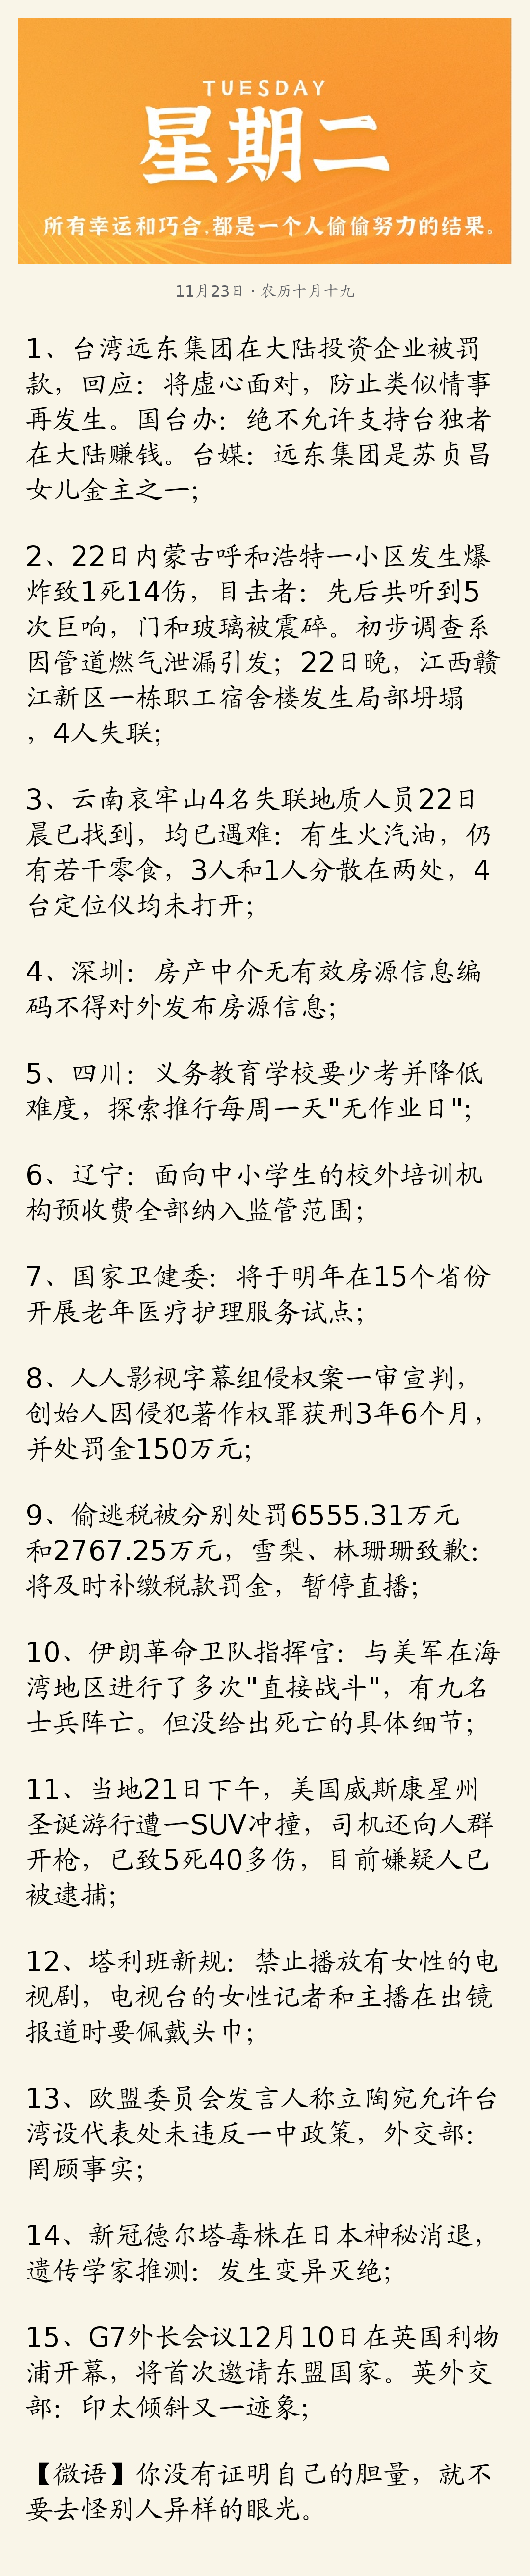 TUESDAY
星期二
所有幸运和巧合,都是一个人偷偷努力的结果。
11月23日·农历十月十九
1、台湾远东集团在大陆投资企业被罚
款，回应：将虚心面对，防止类似情事
再发生。国台办：绝不允许支持台独者
在大陆赚钱。台媒：远东集团是苏贞昌
女儿金主之一；
2、22日内蒙古呼和浩特一小区发生爆
炸致1死14伤，目击者：先后共听到5
次巨响，门和玻璃被震碎。初步调查系
因管道燃气泄漏引发；22日晚，江西赣
江新区一栋职工宿舍楼发生局部坍塌
，4人失联；
3、云南哀牢山4名失联地质人员22日
晨已找到，均已遇难：有生火汽油，仍
有若干零食，3人和1人分散在两处，4
台定位仪均未打开；
4、深圳：房产中介无有效房源信息编
码不得对外发布房源信息；
5、四川：义务教育学校要少考并降低
难度，探索推行每周一天"无作业日"；
6、辽宁：面向中小学生的校外培训机
构预收费全部纳入监管范围；
7、国家卫健委：将于明年在15个省份
开展老年医疗护理服务试点；
8、人人影视字幕组侵权案一审宣判，
创始人因侵犯著作权罪获刑3年6个月，
并处罚金150万元；
9、偷逃税被分别处罚6555.31万元
和2767.25万元，雪梨、林珊珊致歉：
将及时补缴税款罚金，暂停直播；
10、伊朗革命卫队指挥官：与美军在海
湾地区进行了多次"直接战斗"，有九名
士兵阵亡。但没给出死亡的具体细节；
11、当地21日下午，美国威斯康星州
圣诞游行遭一SUV冲撞，司机还向人群
开枪，已致5死40多伤，目前嫌疑人已
被逮捕；
12、塔利班新规：禁止播放有女性的电
视剧，电视台的女性记者和主播在出镜
报道时要佩戴头巾；
13、欧盟委员会发言人称立陶宛允许台
湾设代表处未违反一中政策，外交部：
罔顾事实；
14、新冠德尔塔毒株在日本神秘消退，
遗传学家推测：发生变异灭绝；
15、G7外长会议12月10日在英国利物
浦开幕，将首次邀请东盟国家。英外交
部：印太倾斜又一迹象；
【微语】你没有证明自己的胆量，就不
要去怪别人异样的眼光。